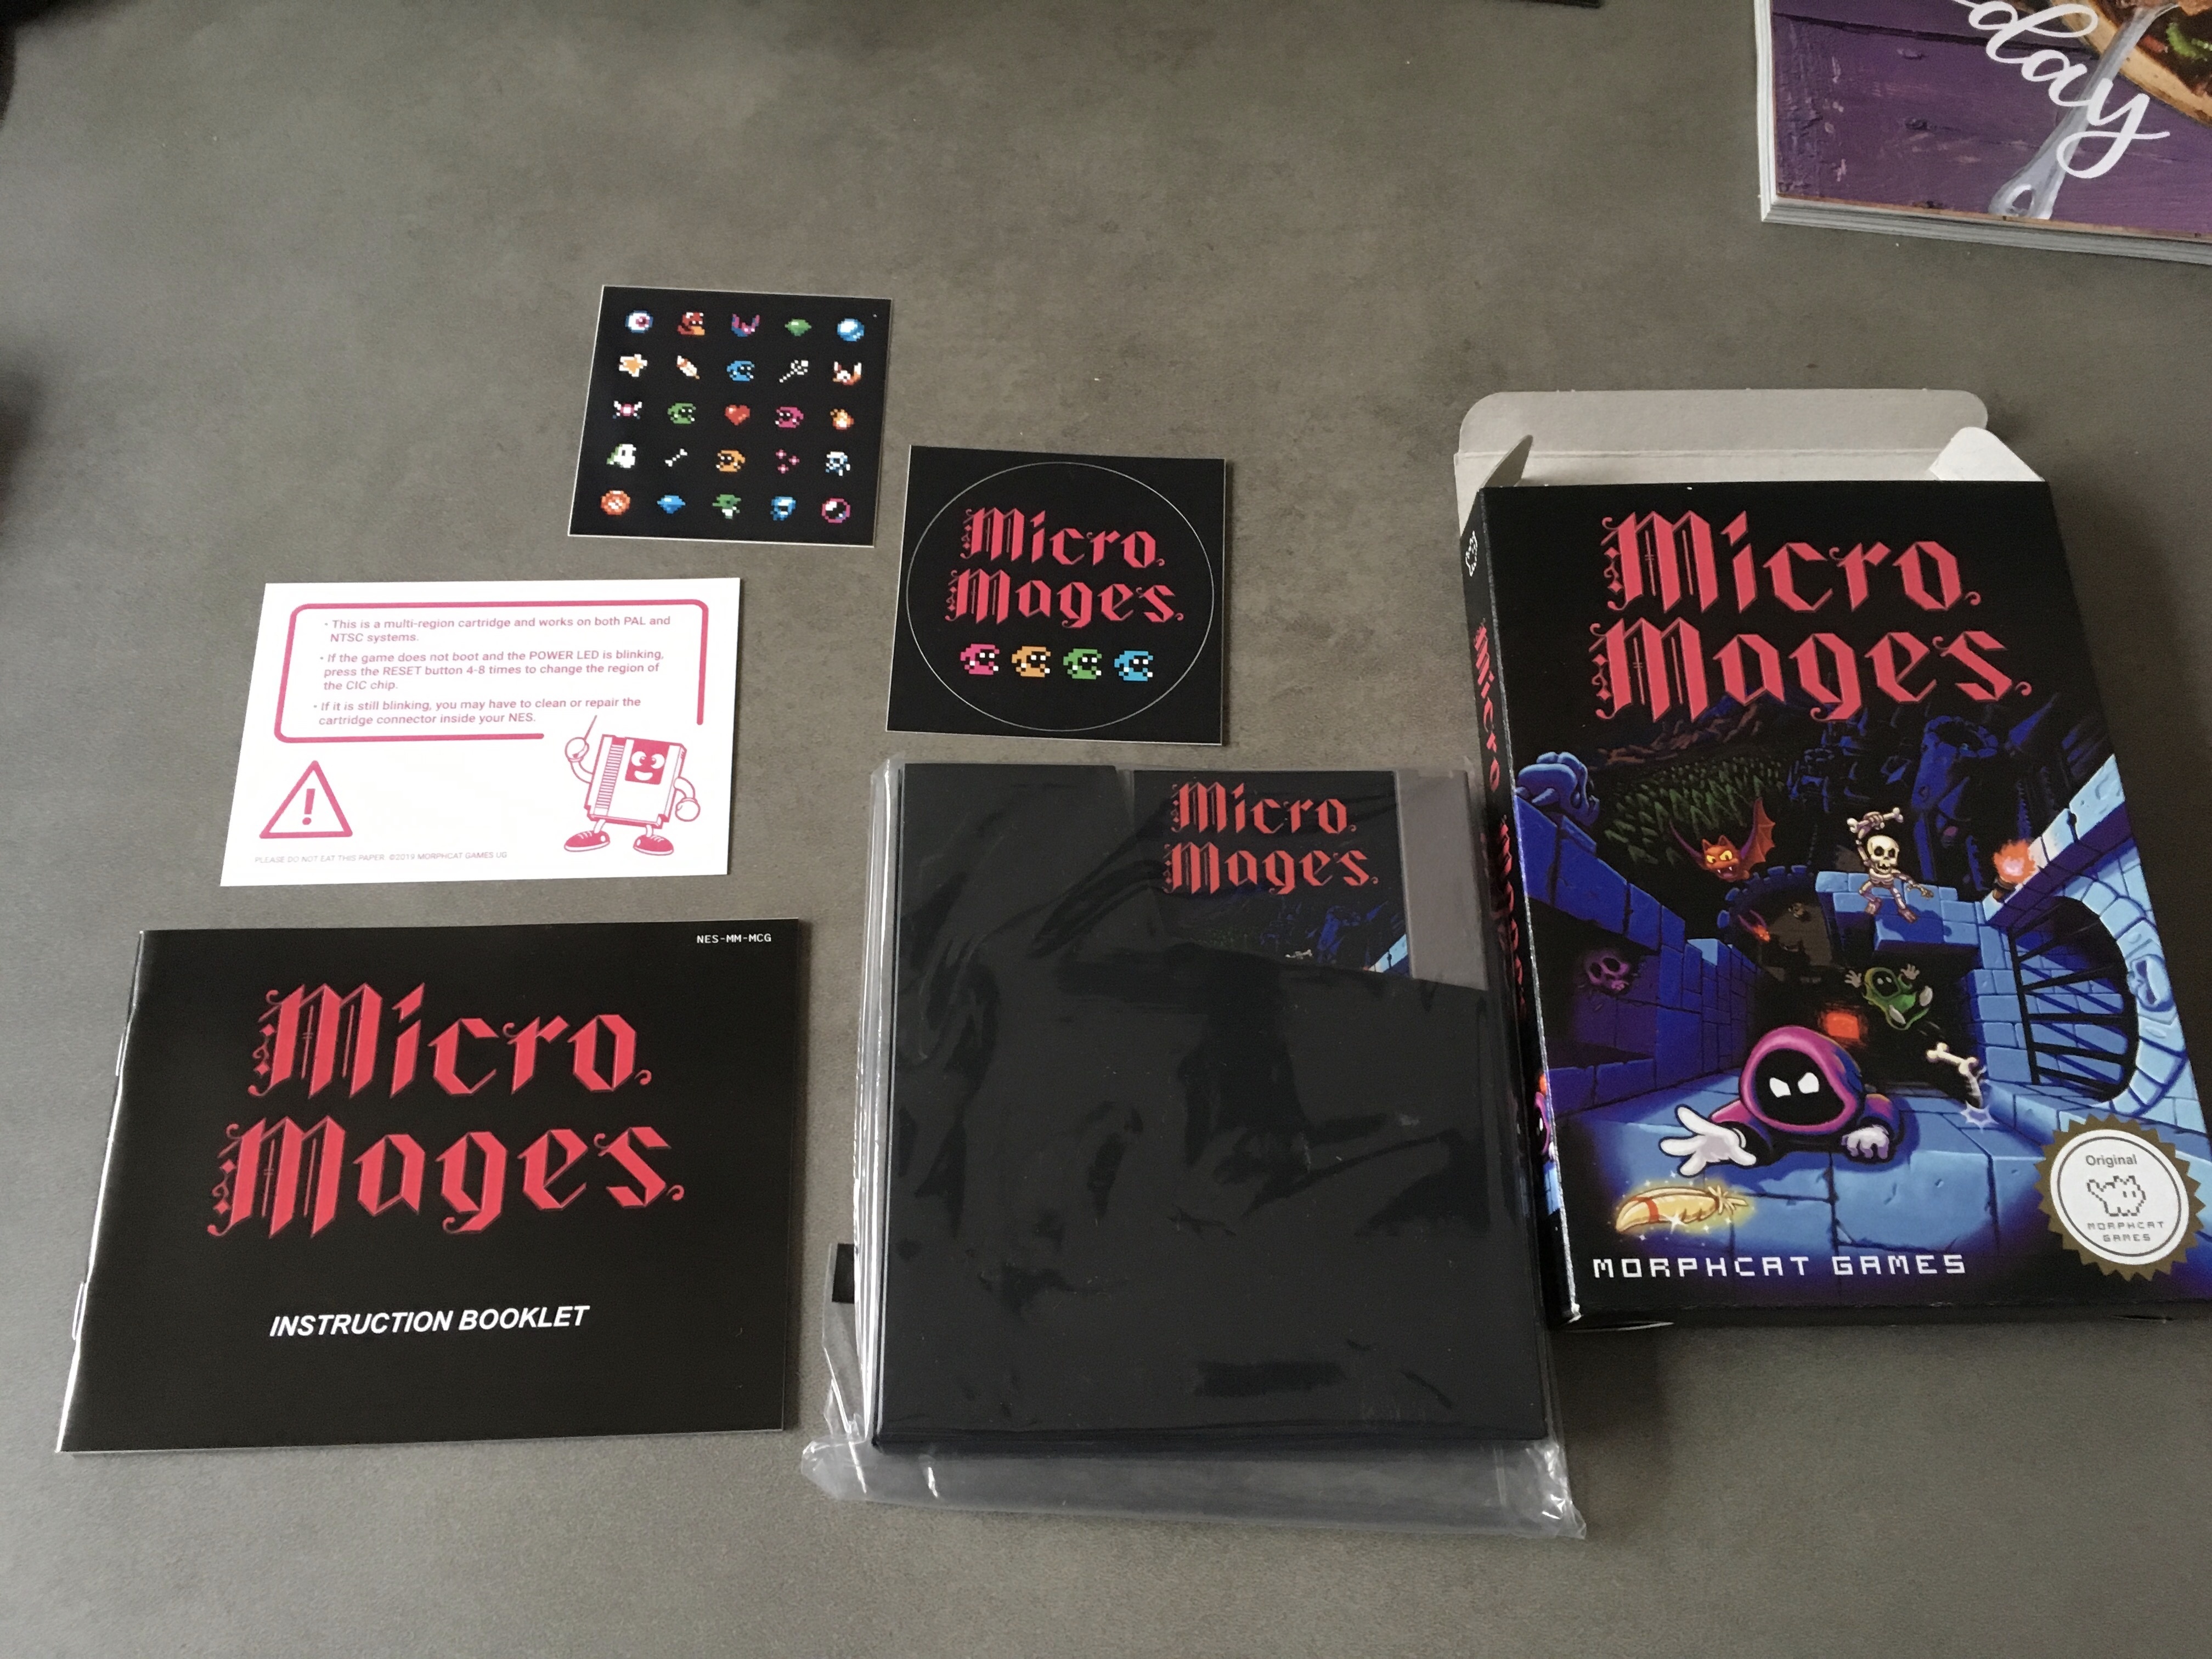 day
Micro
Mages
• This is a multi-region cartridge and works on both PAL and
NTSC systems.
• If the game does not boot and the POWER LED is blinking,
press the RESET button 4-8 times to change the region of
the CIC chip.
• If it is still blinking, you may have to clean or repair the
cartridge connector inside your NES.
!
PLEASE DO NOT EAT THIS PAPER ©2019 MORPHCAT GAMES UG
NES-MM-MCG
Micro
Mages
INSTRUCTION BOOKLET
Micro
Mages
Micro
Mages
Micro Mages
Original
MORPHCAT
GAMES
MORPHCAT GAMES